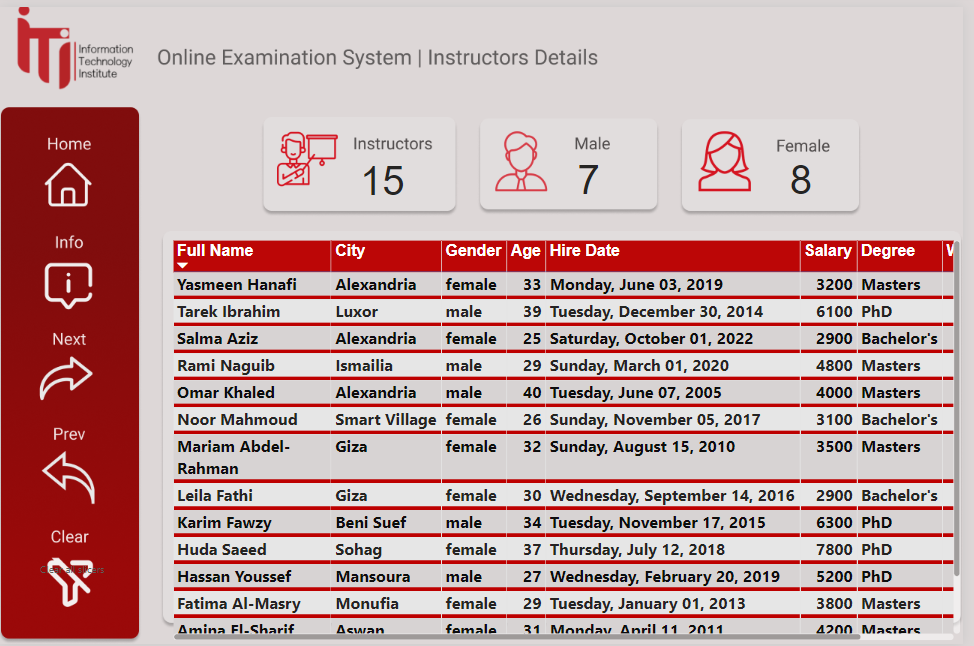 iTi Information
Technology
Institute
Online Examination System | Instructors Details
Home
Info
Next
Prev
Clear
Clear all slicers
Instructors
15
Male
7
Female
8
Full Name City Gender Age Hire Date Salary Degree
Yasmeen Hanafi Alexandria female 33 Monday, June 03, 2019 3200 Masters
Tarek Ibrahim Luxor male 39 Tuesday, December 30, 2014 6100 PhD
Salma Aziz Alexandria female 25 Saturday, October 01, 2022 2900 Bachelor's
Rami Naguib Ismailia male 29 Sunday, March 01, 2020 4800 Masters
Omar Khaled Alexandria male 40 Tuesday, June 07, 2005 4000 Masters
Noor Mahmoud Smart Village female 26 Sunday, November 05, 2017 3100 Bachelor's
Mariam Abdel- Giza female 32 Sunday, August 15, 2010 3500 Masters
Rahman
Leila Fathi Giza female 30 Wednesday, September 14, 2016 2900 Bachelor's
Karim Fawzy Beni Suef male 34 Tuesday, November 17, 2015 6300 PhD
Huda Saeed Sohag female 37 Thursday, July 12, 2018 7800 PhD
Hassan Youssef Mansoura male 27 Wednesday, February 20, 2019 5200 PhD
Fatima Al-Masry Monufia female 29 Tuesday, January 01, 2013 3800 Masters
Amina El-Sharif Aswan female 31 Monday, April 11, 2011 4200 Masters